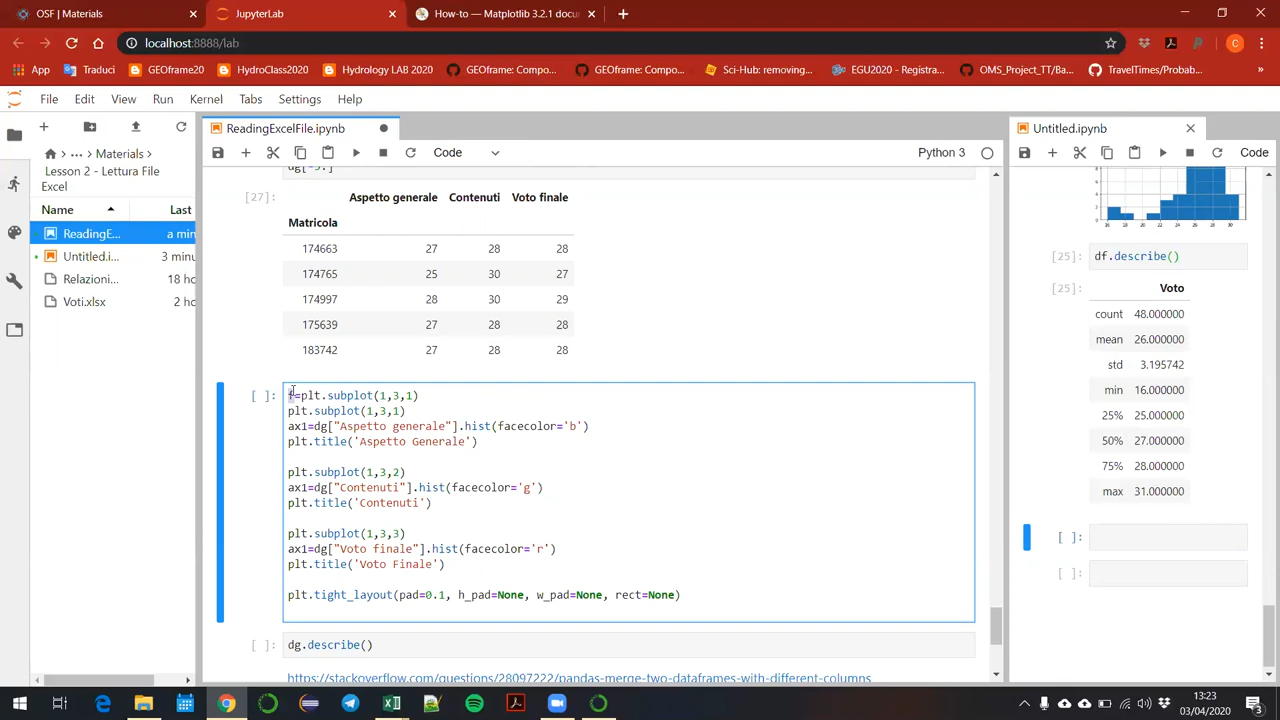 OSF | Materials
JupyterLab
How-to — Matplotlib 3.2.1 docu
localhost:8888/lab
App
Traduci
GEOframe20
HydroClass2020
Hydrology LAB 2020
GEOframe: Compo...
GEOframe: Compo...
Sci-Hub: removing...
EGU2020 - Registra...
OMS_Project_TT/Ba...
TravelTimes/Probab...
File
Edit
View
Run
Kernel
Tabs
Settings
Help
Materials
Lesson 2 - Lettura File
Excel
Name
Last
ReadingE...
a min
Untitled.i...
3 minu
Relazioni...
18 ho
Voti.xlsx
2 ho
ReadingExcelFile.ipynb
Code
Python 3
[27]:
Aspetto generale Contenuti Voto finale
Matricola
174663 27 28 28
174765 25 30 27
174997 28 30 29
175639 27 28 28
183742 27 28 28
[ ]:
f=plt.subplot(1,3,1)
plt.subplot(1,3,1)
ax1=dg["Aspetto generale"].hist(facecolor='b')
plt.title('Aspetto Generale')
plt.subplot(1,3,2)
ax1=dg["Contenuti"].hist(facecolor='g')
plt.title('Contenuti')
plt.subplot(1,3,3)
ax1=dg["Voto finale"].hist(facecolor='r')
plt.title('Voto Finale')
plt.tight_layout(pad=0.1, h_pad=None, w_pad=None, rect=None)
[ ]:
dg.describe()
https://stackoverflow.com/questions/28097222/pandas-merge-two-dataframes-with-different-columns
Untitled.ipynb
Code
[25]:
df.describe()
[25]:
Voto
count 48.000000
mean 26.000000
std 3.195742
min 16.000000
25% 25.000000
50% 27.000000
75% 28.000000
max 31.000000
[ ]:
[ ]:
13:23
03/04/2020